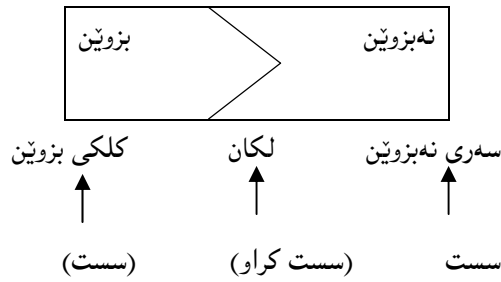 نەبزوێن بزوێن
سەری نەبزوێن لکان کلکی بزوێن
سست (سست کراو) (سست)